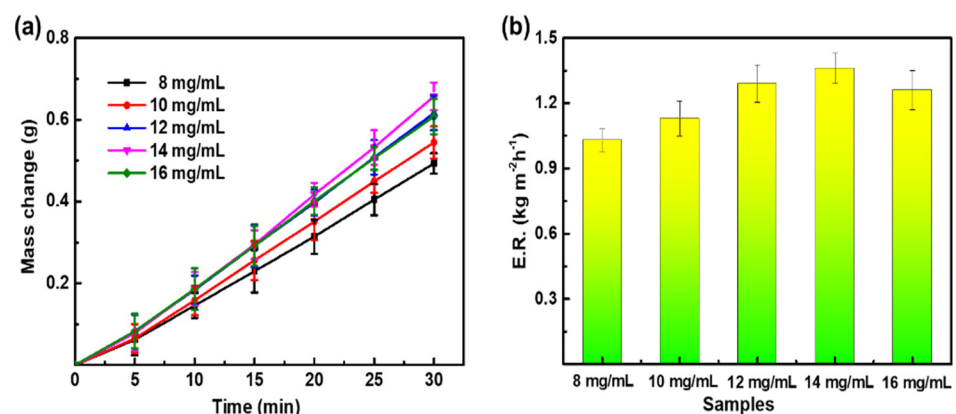 (a)
0.8
0.6
0.4
0.2
Mass change (g)
8 mg/mL
10 mg/mL
12 mg/mL
14 mg/mL
16 mg/mL
0 5 10 15 20 25 30
Time (min)
(b)
1.5
1.2
0.9
0.6
0.3
E.R. (kg m⁻²h⁻¹)
8 mg/mL 10 mg/mL 12 mg/mL 14 mg/mL 16 mg/mL
Samples